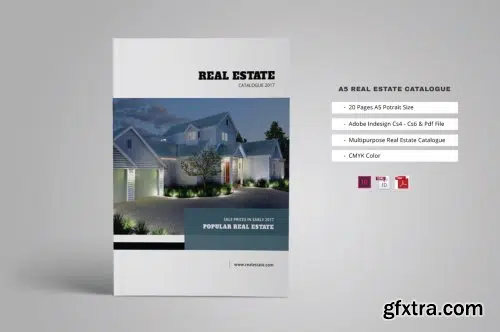 REAL ESTATE
CATALOGUE 2017
SALE PRICES IN EARLY 2017
POPULAR REAL ESTATE
www.realestate.com
A5 REAL ESTATE CATALOGUE
- 20 Pages A5 Potrait Size
- Adobe Indesign Cs4 - Cs6 & Pdf File
- Multipurpose Real Estate Catalogue
- CMYK Color
gfxtra.com